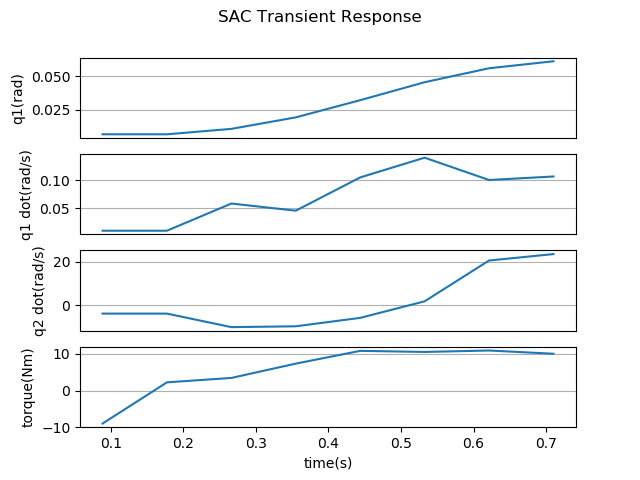 SAC Transient Response
q1(rad)
0.050
0.025
q1 dot(rad/s)
0.10
0.05
q2 dot(rad/s)
20
0
torque(Nm)
10
0
−10
0.1 0.2 0.3 0.4 0.5 0.6 0.7
time(s)